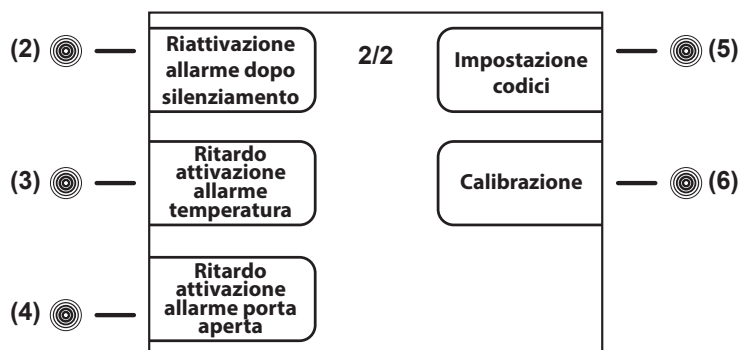 (2)
Riattivazione
allarme dopo
silenziamento
2/2
Impostazione
codici
(5)
(3)
Ritardo
attivazione
allarme
temperatura
Calibrazione
(6)
(4)
Ritardo
attivazione
allarme porta
aperta